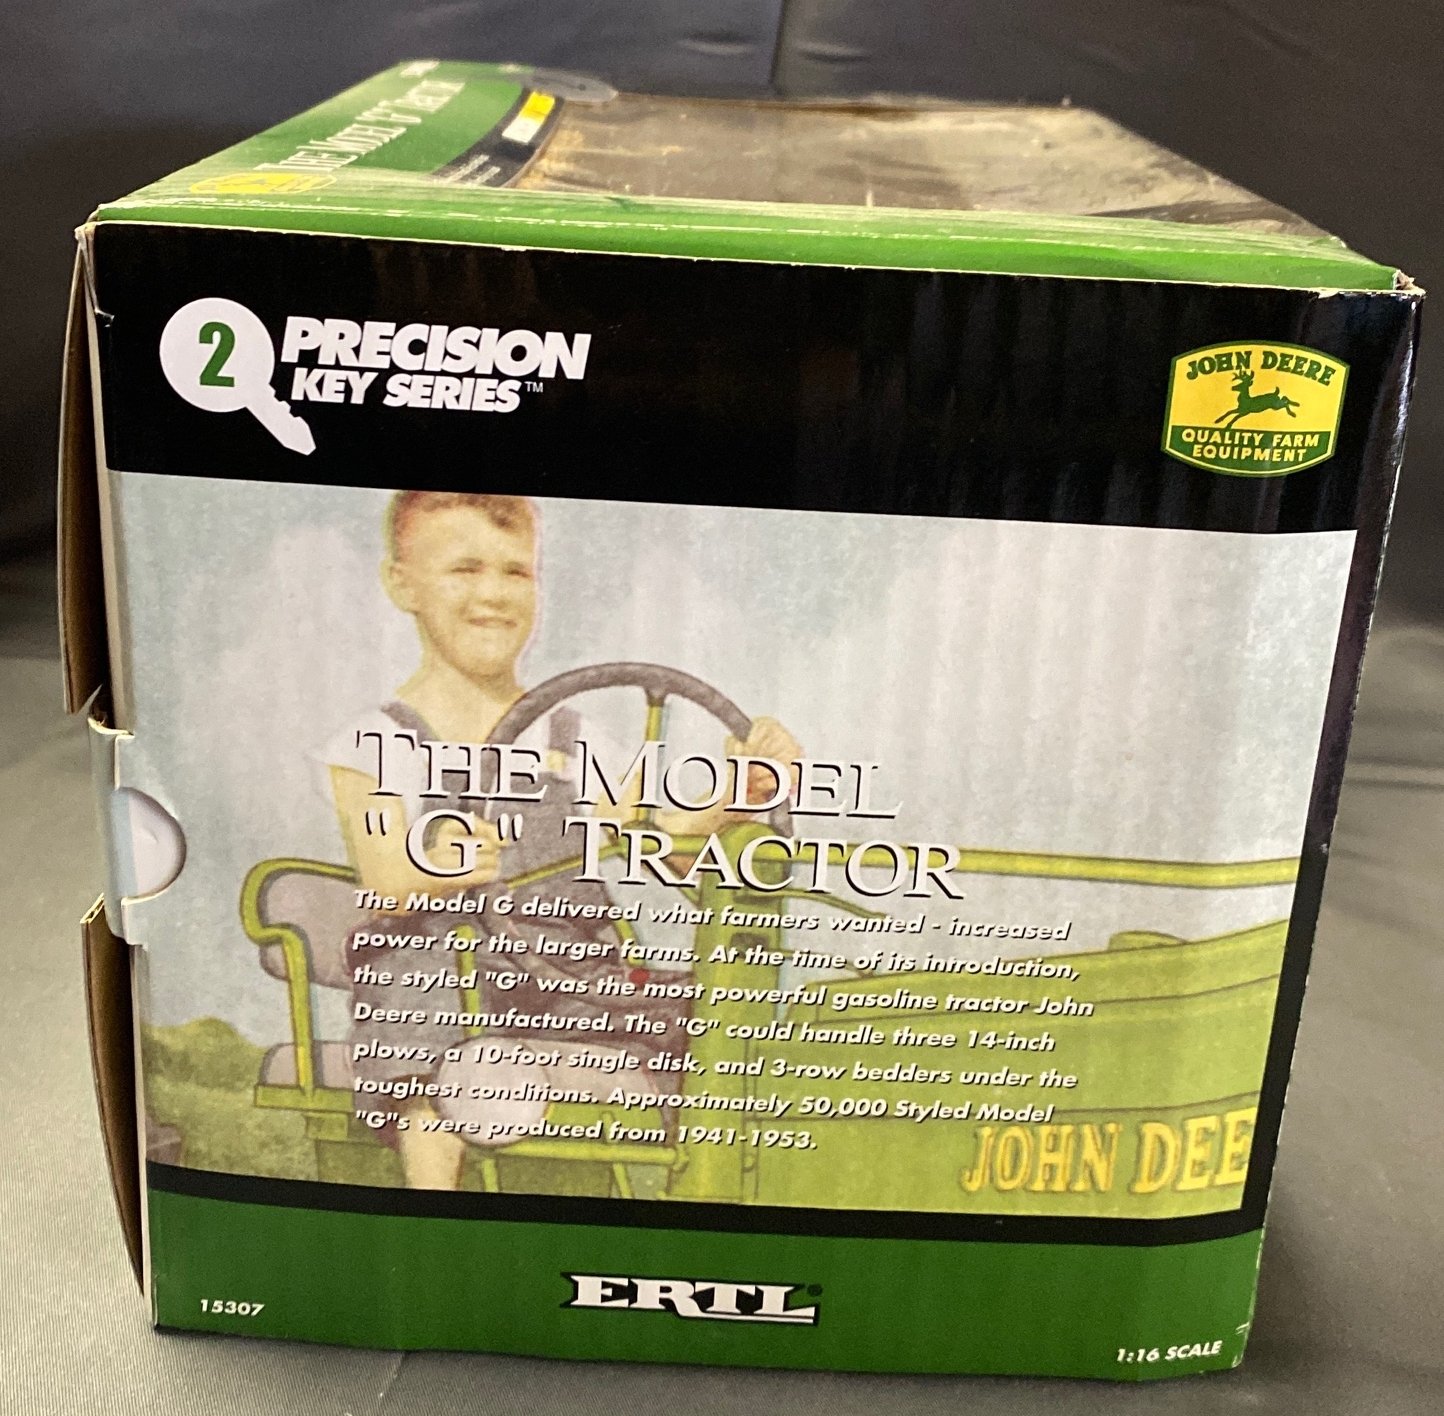 THE MODEL "G" TRACTOR
2
PRECISION
KEY SERIES™
JOHN DEERE
QUALITY FARM
EQUIPMENT
THE MODEL
"G" TRACTOR
The Model G delivered what farmers wanted - increased
power for the larger farms. At the time of its introduction,
the styled "G" was the most powerful gasoline tractor John
Deere manufactured. The "G" could handle three 14-inch
plows, a 10-foot single disk, and 3-row bedders under the
toughest conditions. Approximately 50,000 Styled Model
"G"s were produced from 1941-1953.
JOHN DEE
15307
ERTL®
1:16 SCALE